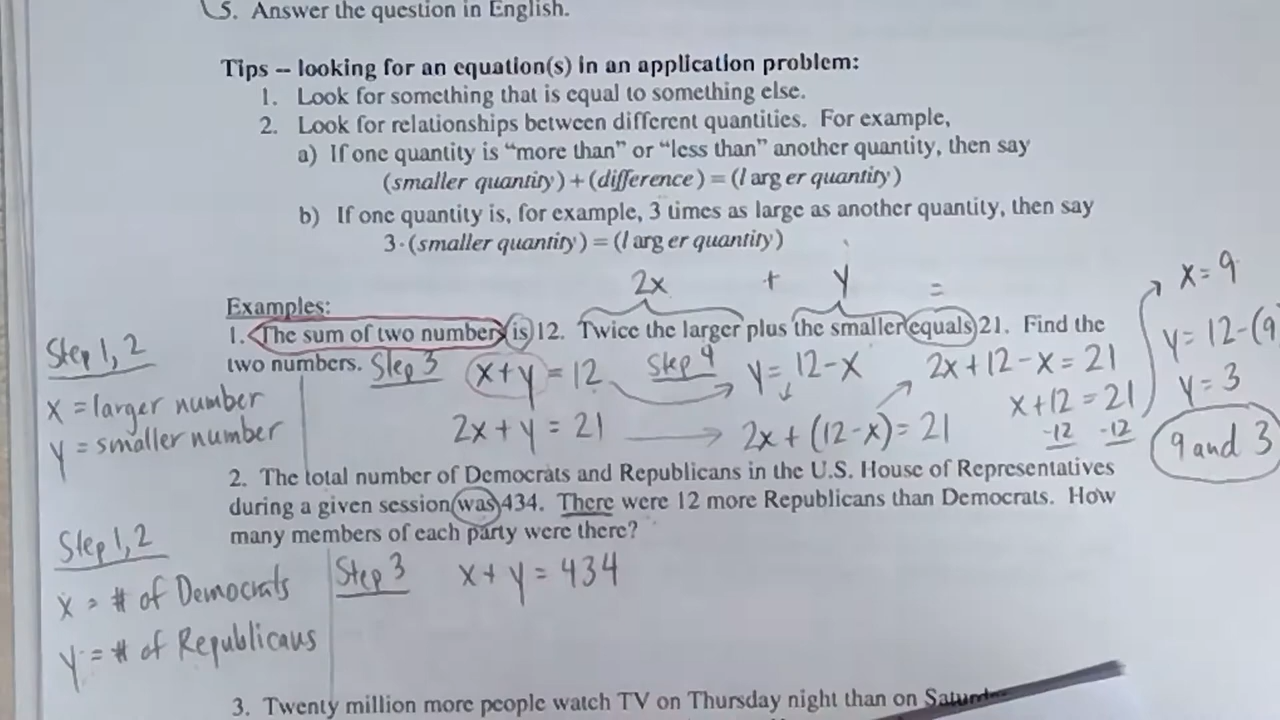 5. Answer the question in English.
Tips – looking for an equation(s) in an application problem:
1. Look for something that is equal to something else.
2. Look for relationships between different quantities. For example,
a) If one quantity is “more than” or “less than” another quantity, then say
(smaller quantity) + (difference) = (l arg er quantity)
b) If one quantity is, for example, 3 times as large as another quantity, then say
3·(smaller quantity) = (l arg er quantity)
2x + y =
Examples:
1. The sum of two numbers is 12. Twice the larger plus the smaller equals 21. Find the
two numbers.
Step 1, 2
x = larger number
y = smaller number
Step 3
x+y = 12
2x + y = 21
Step 4
y = 12-x
2x + (12-x) = 21
2x+12-x = 21
x+12 = 21
-12 -12
x = 9
y = 12-(9
y = 3
9 and 3
2. The total number of Democrats and Republicans in the U.S. House of Representatives
during a given session was 434. There were 12 more Republicans than Democrats. How
many members of each party were there?
Step 1,2
x = # of Democrats
y = # of Republicans
Step 3
x + y = 434
3. Twenty million more people watch TV on Thursday night than on